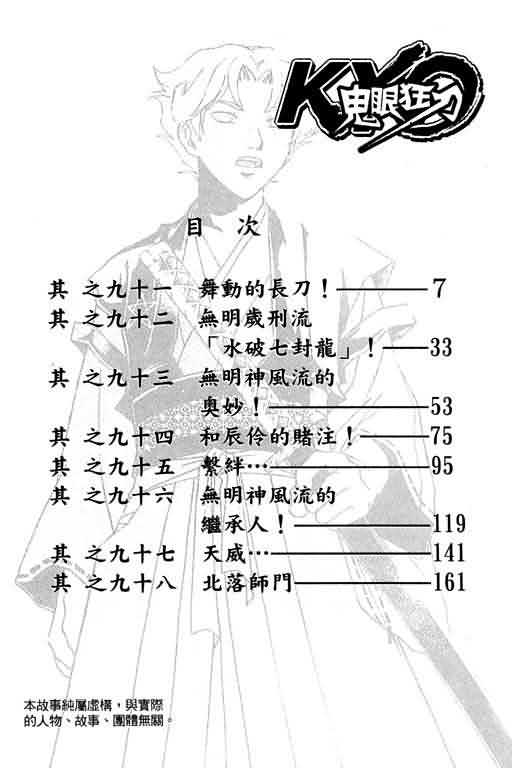 KYO
鬼眼狂刀
目 次
其 之九十一 舞動的長刀！——7
其 之九十二 無明歲刑流
「水破七封龍」！——33
其 之九十三 無明神風流的
奧妙！——53
其 之九十四 和辰伶的賭注！——75
其 之九十五 繫絆⋯——95
其 之九十六 無明神風流的
繼承人！——119
其 之九十七 天威⋯——141
其 之九十八 北落師門——161
本故事純屬虛構，與實際
的人物、故事、團體無關。